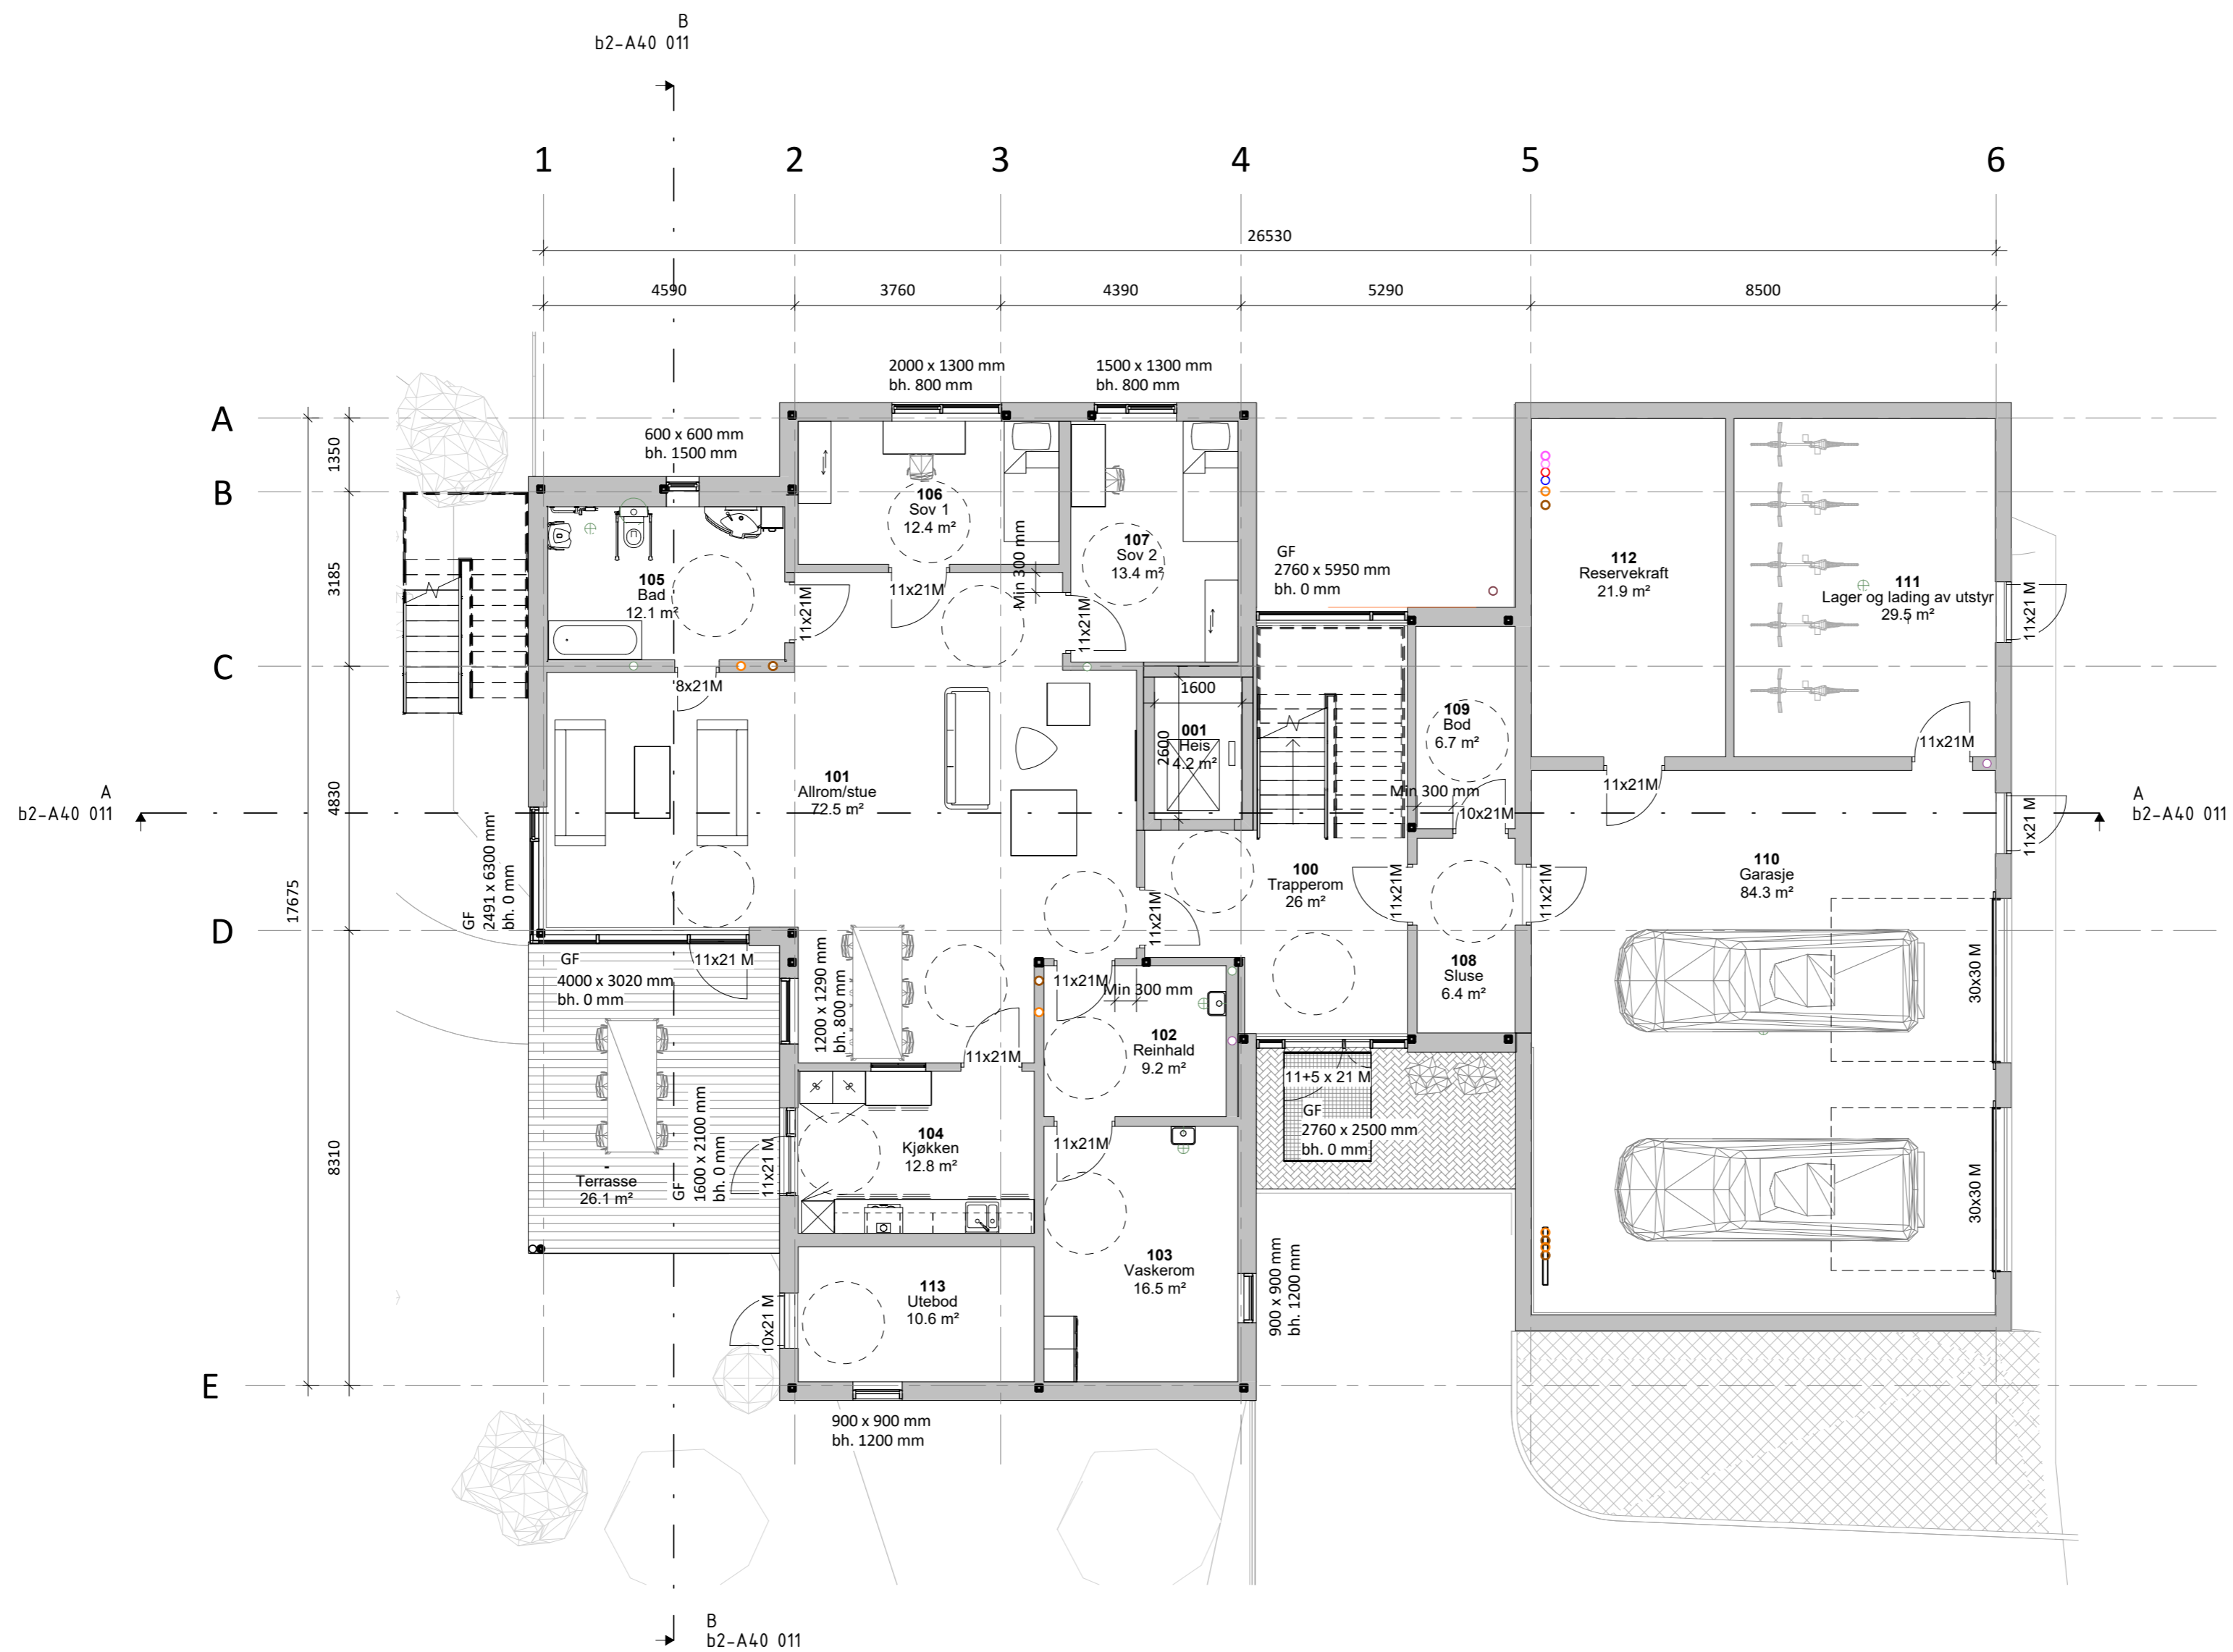 B
b2-A40 011
1
2
3
4
5
6
26530
4590
3760
4390
5290
8500
A
B
C
D
E
1350
3185
4830
8310
17675
2000 x 1300 mm
bh. 800 mm
1500 x 1300 mm
bh. 800 mm
600 x 600 mm
bh. 1500 mm
106
Sov 1
12.4 m²
107
Sov 2
13.4 m²
Min 300 mm
105
Bad
12.1 m²
11x21M
11x21M
11x21M
8x21M
GF
2760 x 5950 mm
bh. 0 mm
112
Reservekraft
21.9 m²
111
Lager og lading av utstyr
29.5 m²
11x21 M
11x21M
11x21M
1600
2600
001
Heis
4.2 m²
109
Bod
6.7 m²
Min 300 mm
10x21M
101
Allrom/stue
72.5 m²
A
b2-A40 011
A
b2-A40 011
11x21 M
GF
2491 x 6300 mm
bh. 0 mm
100
Trapperom
26 m²
11x21M
11x21M
11x21M
110
Garasje
84.3 m²
30x30 M
30x30 M
108
Sluse
6.4 m²
GF
4000 x 3020 mm
bh. 0 mm
11x21 M
1200 x 1290 mm
bh. 800 mm
11x21M
11x21M
Min 300 mm
102
Reinhald
9.2 m²
11x21M
11+5 x 21 M
GF
2760 x 2500 mm
bh. 0 mm
104
Kjøkken
12.8 m²
-
Terrasse
26.1 m²
GF
1600 x 2100 mm
bh. 0 mm
11x21 M
103
Vaskerom
16.5 m²
900 x 900 mm
bh. 1200 mm
113
Utebod
10.6 m²
10x21 M
900 x 900 mm
bh. 1200 mm
B
b2-A40 011